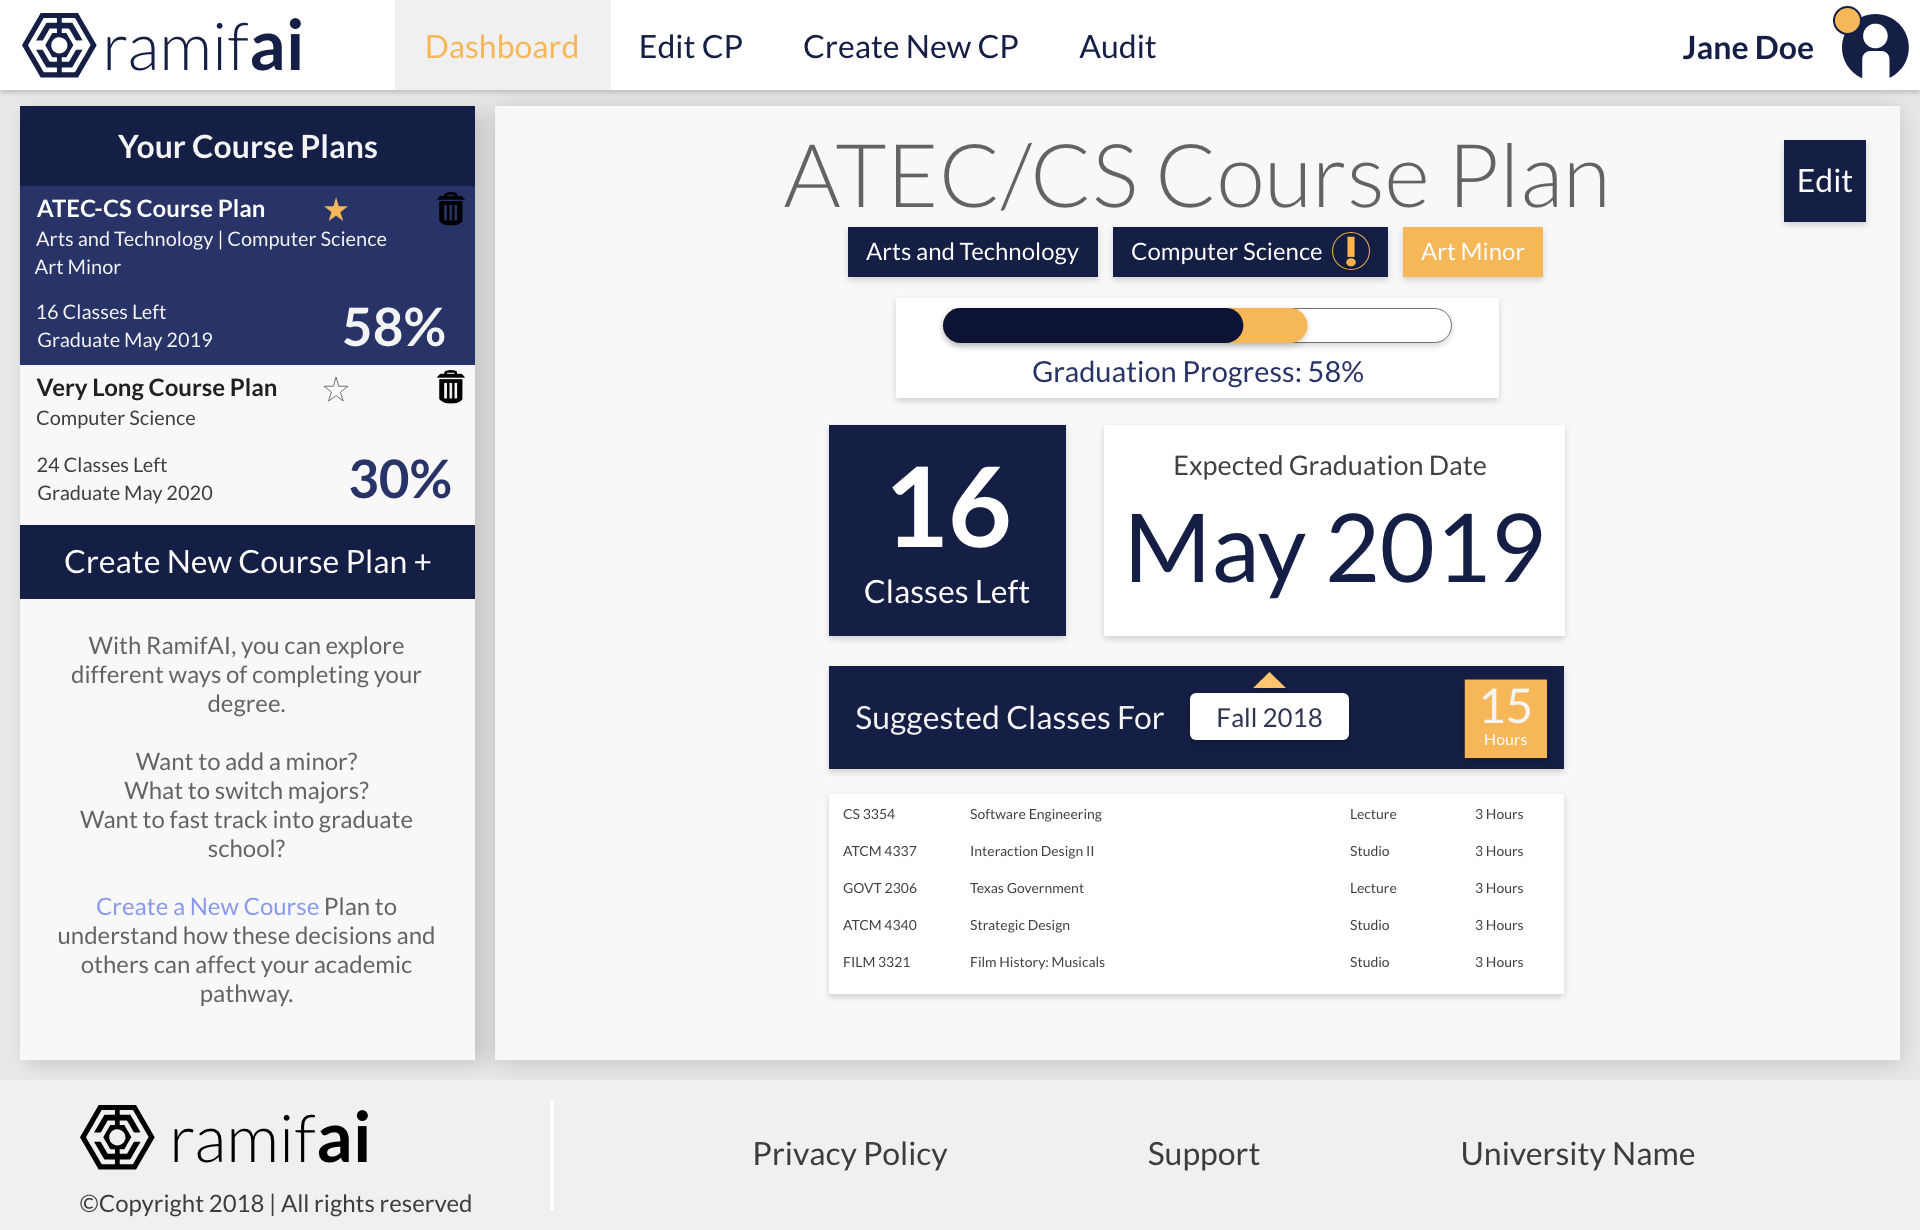 ramifai
Dashboard
Edit CP
Create New CP
Audit
Jane Doe
Your Course Plans
ATEC-CS Course Plan
Arts and Technology | Computer Science
Art Minor
16 Classes Left
Graduate May 2019
58%
Very Long Course Plan
Computer Science
24 Classes Left
Graduate May 2020
30%
Create New Course Plan +
With RamifAI, you can explore
different ways of completing your
degree.
Want to add a minor?
What to switch majors?
Want to fast track into graduate
school?
Create a New Course Plan to
understand how these decisions and
others can affect your academic
pathway.
ATEC/CS Course Plan
Edit
Arts and Technology
Computer Science !
Art Minor
Graduation Progress: 58%
16
Classes Left
Expected Graduation Date
May 2019
Suggested Classes For
Fall 2018
15
Hours
CS 3354 Software Engineering Lecture 3 Hours
ATCM 4337 Interaction Design II Studio 3 Hours
GOVT 2306 Texas Government Lecture 3 Hours
ATCM 4340 Strategic Design Studio 3 Hours
FILM 3321 Film History: Musicals Studio 3 Hours
ramifai
©Copyright 2018 | All rights reserved
Privacy Policy
Support
University Name